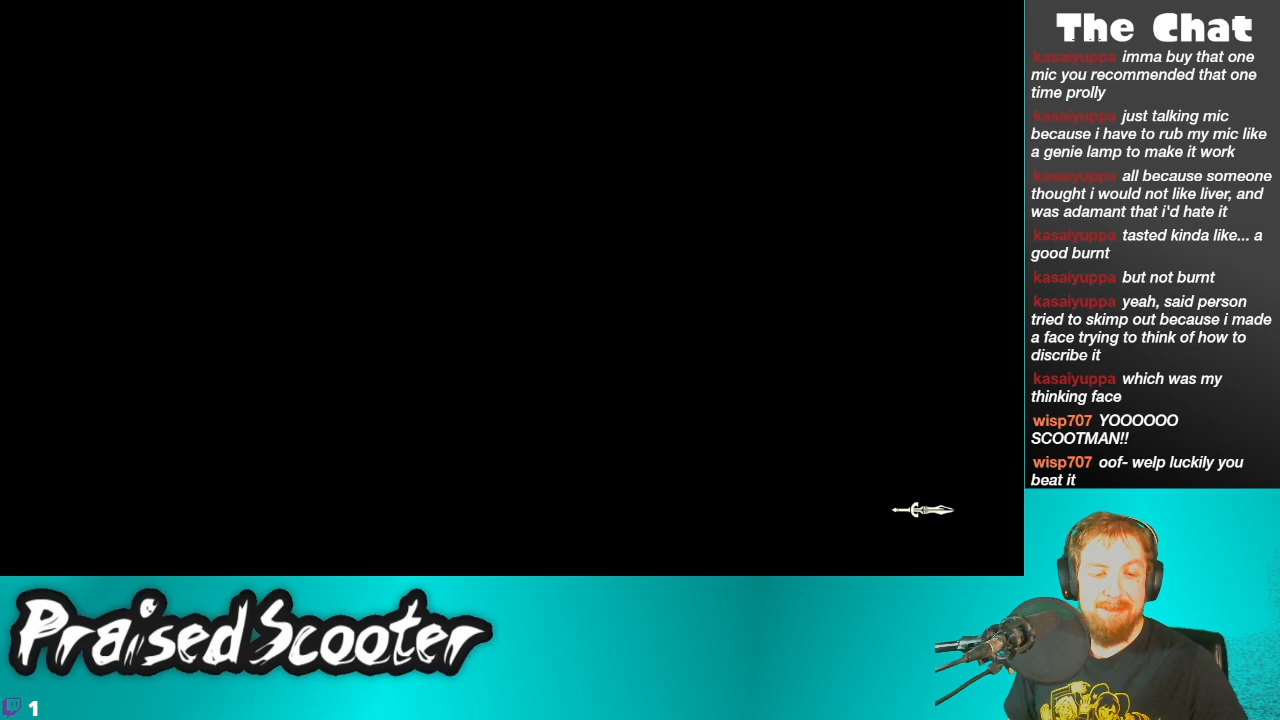 The Chat
kasaiyuppa imma buy that one
mic you recommended that one
time prolly
kasaiyuppa just talking mic
because i have to rub my mic like
a genie lamp to make it work
kasaiyuppa all because someone
thought i would not like liver, and
was adamant that i'd hate it
kasaiyuppa tasted kinda like... a
good burnt
kasaiyuppa but not burnt
kasaiyuppa yeah, said person
tried to skimp out because i made
a face trying to think of how to
discribe it
kasaiyuppa which was my
thinking face
wisp707 YOOOOOO
SCOOTMAN!!
wisp707 oof- welp luckily you
beat it
PraisedScooter
1